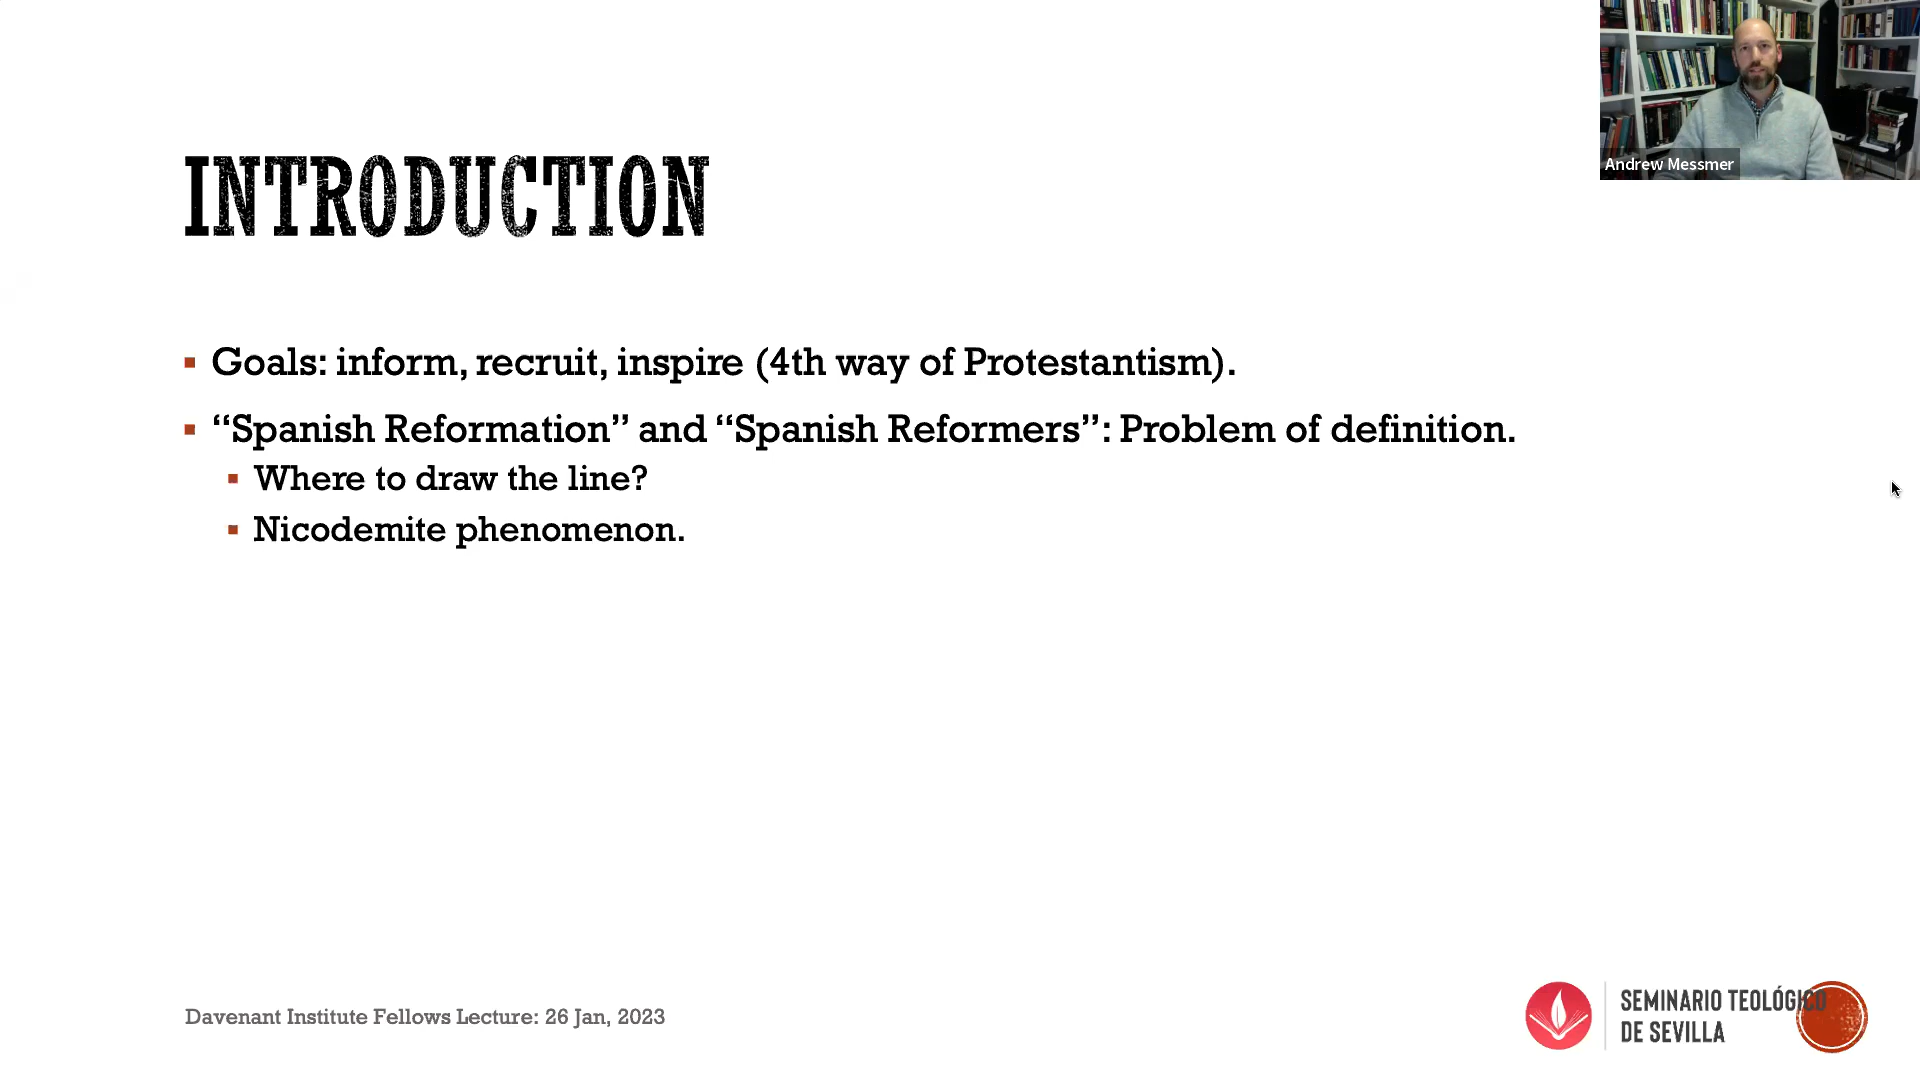 Andrew Messmer
INTRODUCTION
Goals: inform, recruit, inspire (4th way of Protestantism).
“Spanish Reformation” and “Spanish Reformers”: Problem of definition.
Where to draw the line?
Nicodemite phenomenon.
Davenant Institute Fellows Lecture: 26 Jan, 2023
SEMINARIO TEOLÓGICO
DE SEVILLA